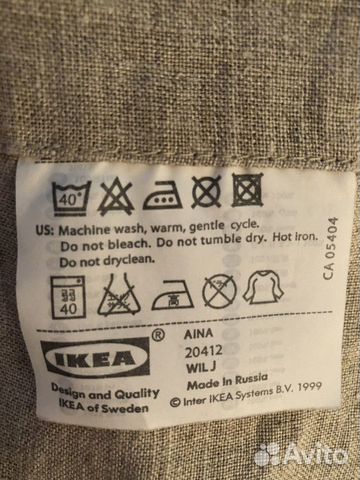 40°
US: Machine wash, warm, gentle cycle.
Do not bleach. Do not tumble dry. Hot iron.
Do not dryclean.
CA 05404
40
高
IKEA ®
Design and Quality
IKEA of Sweden
AINA
20412
WILJ
Made in Russia
© Inter IKEA Systems B.V. 1999
Avito